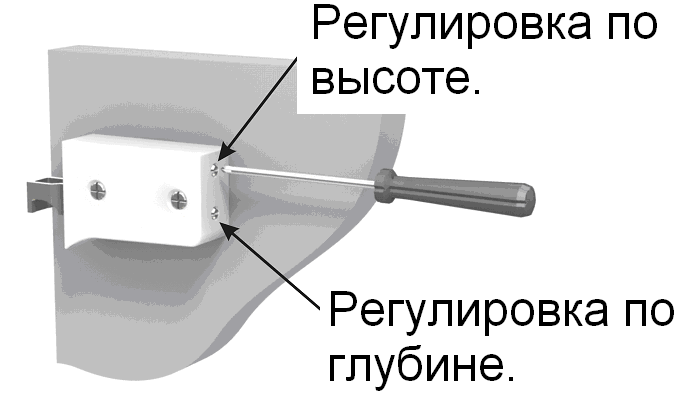 Регулировка по
высоте.
Регулировка по
глубине.